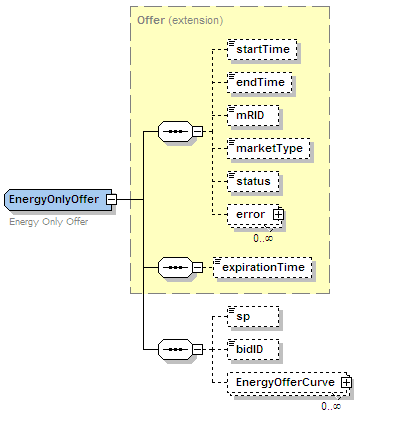 Offer (extension)
startTime
endTime
mRID
marketType
status
error
0..∞
expirationTime
EnergyOnlyOffer
Energy Only Offer
sp
bidID
EnergyOfferCurve
0..∞